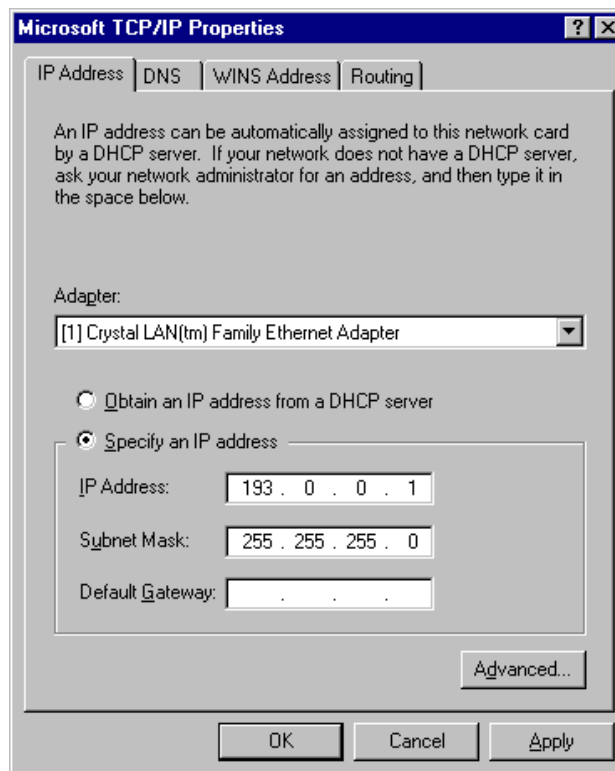 Microsoft TCP/IP Properties
IP Address DNS WINS Address Routing
An IP address can be automatically assigned to this network card
by a DHCP server. If your network does not have a DHCP server,
ask your network administrator for an address, and then type it in
the space below.
Adapter:
[1] Crystal LAN(tm) Family Ethernet Adapter
Obtain an IP address from a DHCP server
Specify an IP address
IP Address: 193 . 0 . 0 . 1
Subnet Mask: 255 . 255 . 255 . 0
Default Gateway: . . .
Advanced...
OK Cancel Apply